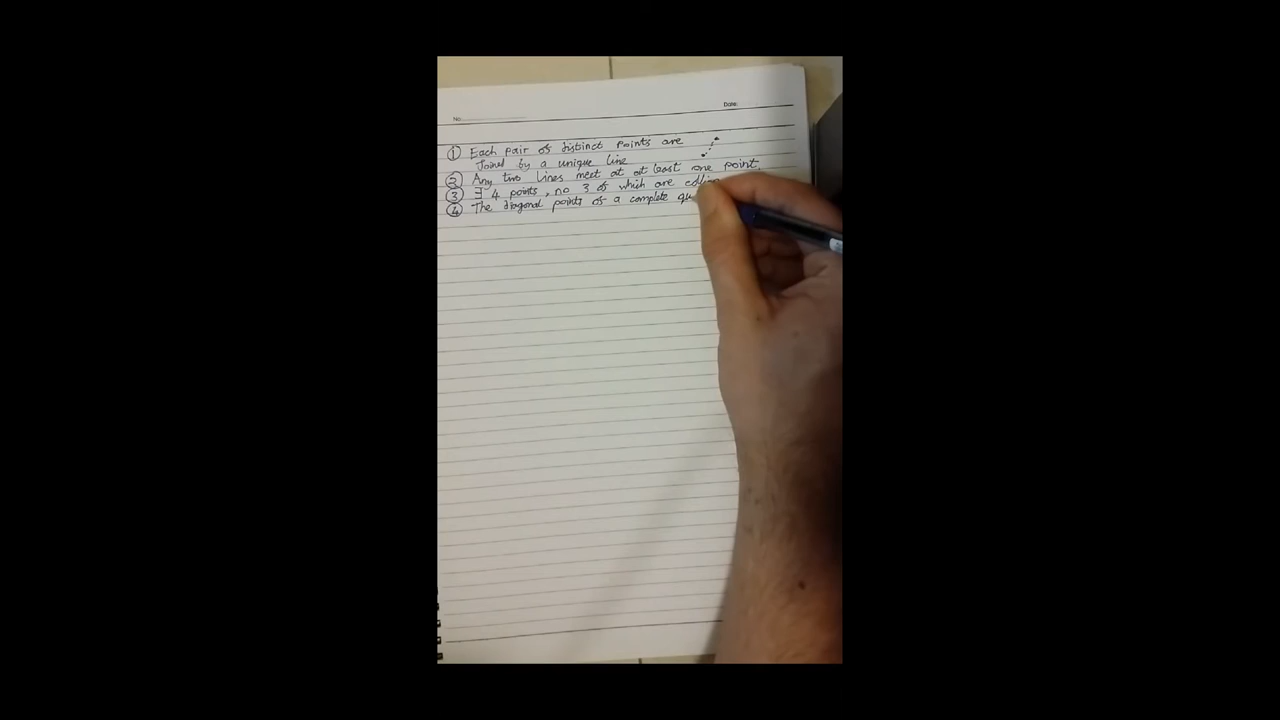 No.
Date:
① Each pair of distinct points are
joined by a unique line
② Any two lines meet at at least one point.
③ ∃ 4 points, no 3 of which are
④ The diagonal points of a complete